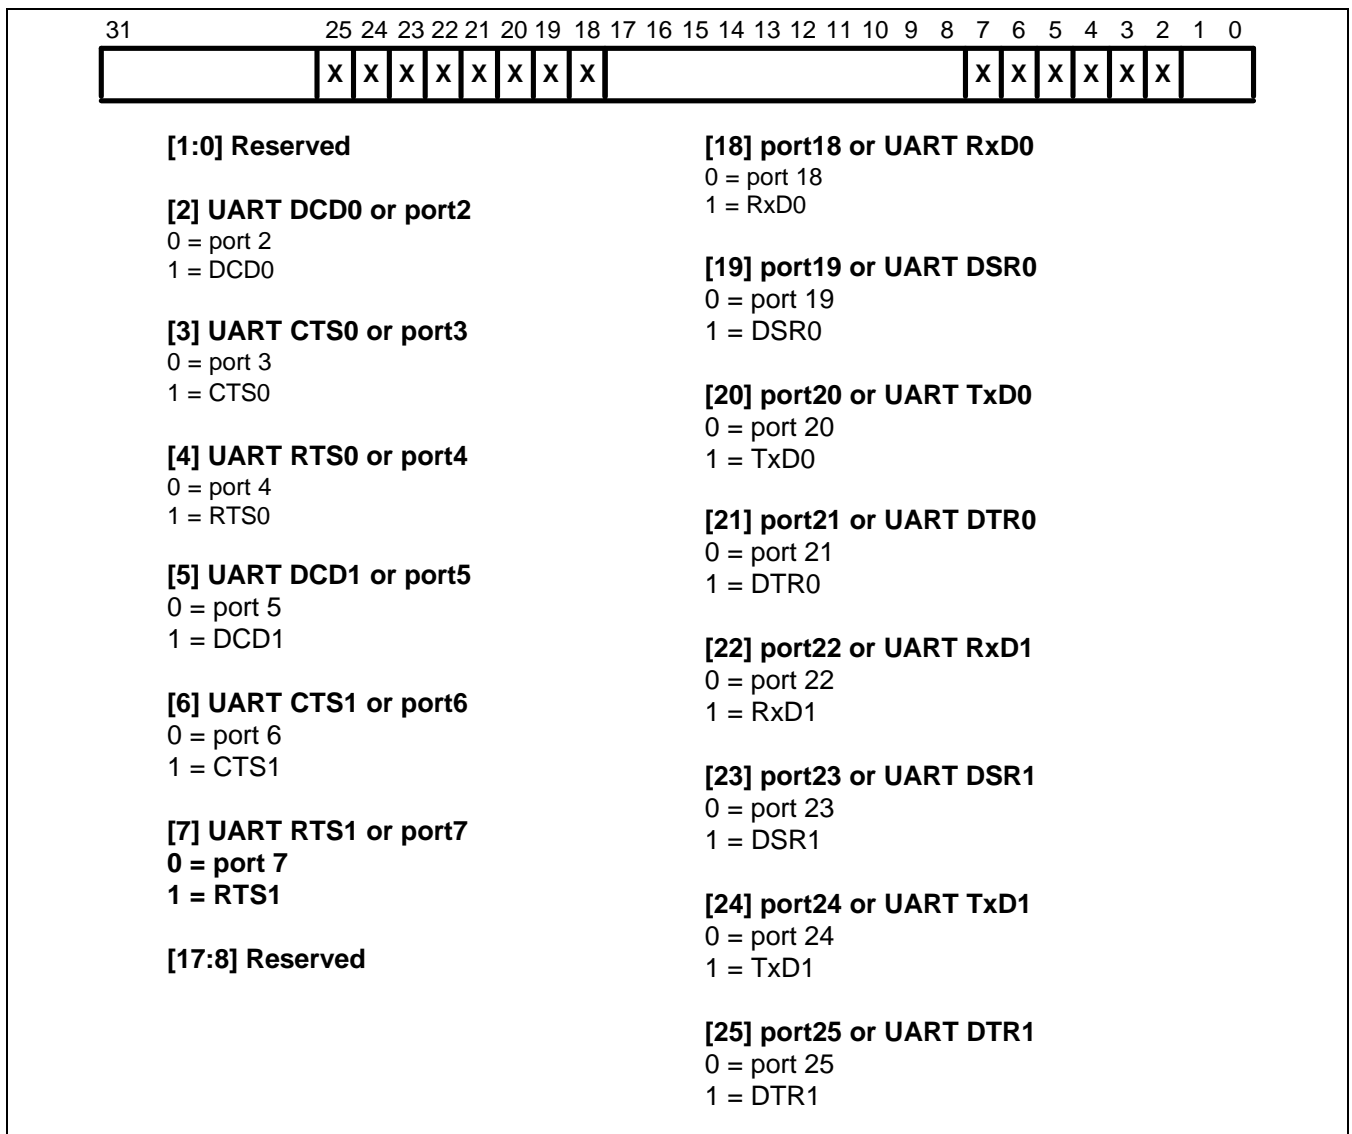 31 25 24 23 22 21 20 19 18 17 16 15 14 13 12 11 10 9 8 7 6 5 4 3 2 1 0
X X X X X X X X X X X X X X
[1:0] Reserved
[2] UART DCD0 or port2
0 = port 2
1 = DCD0
[3] UART CTS0 or port3
0 = port 3
1 = CTS0
[4] UART RTS0 or port4
0 = port 4
1 = RTS0
[5] UART DCD1 or port5
0 = port 5
1 = DCD1
[6] UART CTS1 or port6
0 = port 6
1 = CTS1
[7] UART RTS1 or port7
0 = port 7
1 = RTS1
[17:8] Reserved
[18] port18 or UART RxD0
0 = port 18
1 = RxD0
[19] port19 or UART DSR0
0 = port 19
1 = DSR0
[20] port20 or UART TxD0
0 = port 20
1 = TxD0
[21] port21 or UART DTR0
0 = port 21
1 = DTR0
[22] port22 or UART RxD1
0 = port 22
1 = RxD1
[23] port23 or UART DSR1
0 = port 23
1 = DSR1
[24] port24 or UART TxD1
0 = port 24
1 = TxD1
[25] port25 or UART DTR1
0 = port 25
1 = DTR1